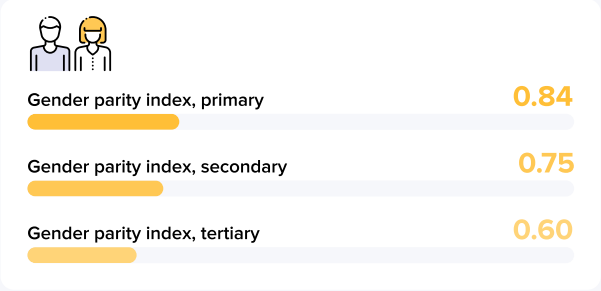 Gender parity index, primary 0.84
Gender parity index, secondary 0.75
Gender parity index, tertiary 0.60